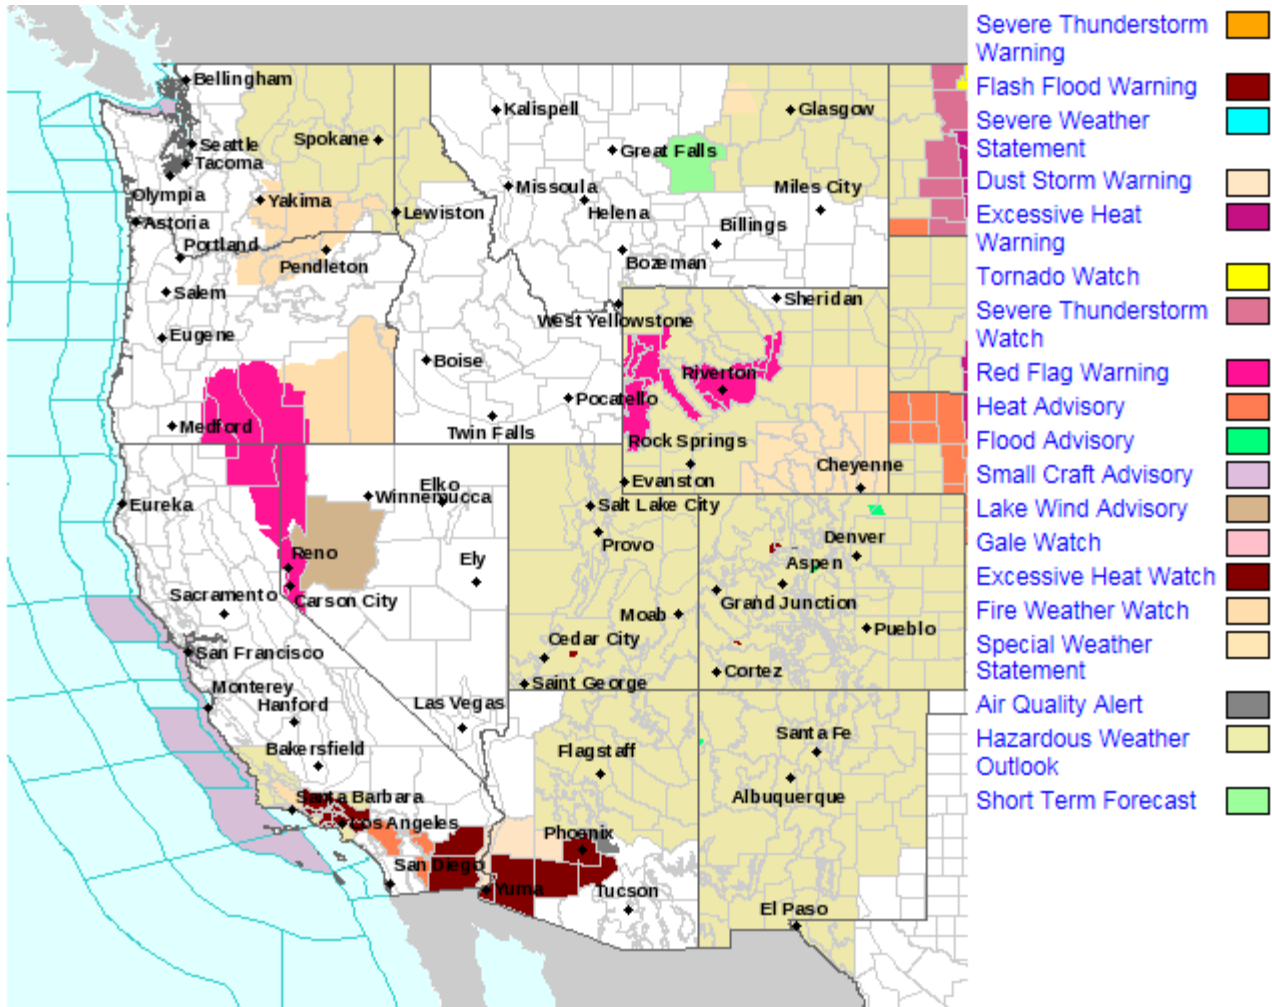 Bellingham
Seattle
Tacoma
Olympia
Astoria
Portland
Salem
Eugene
Medford
Spokane
Yakima
Lewiston
Pendleton
Kalispell
Great Falls
Missoula
Helena
Glasgow
Miles City
Billings
Bozeman
West Yellowstone
Sheridan
Boise
Pocatello
Twin Falls
Riverton
Rock Springs
Evanston
Cheyenne
Eureka
Elko
Winnemucca
Reno
Ely
Sacramento
Carson City
San Francisco
Monterey
Hanford
Bakersfield
Las Vegas
Santa Barbara
Los Angeles
San Diego
Salt Lake City
Provo
Moab
Cedar City
Saint George
Denver
Aspen
Grand Junction
Pueblo
Cortez
Flagstaff
Phoenix
Yuma
Tucson
Santa Fe
Albuquerque
El Paso
Severe Thunderstorm
Warning
Flash Flood Warning
Severe Weather
Statement
Dust Storm Warning
Excessive Heat
Warning
Tornado Watch
Severe Thunderstorm
Watch
Red Flag Warning
Heat Advisory
Flood Advisory
Small Craft Advisory
Lake Wind Advisory
Gale Watch
Excessive Heat Watch
Fire Weather Watch
Special Weather
Statement
Air Quality Alert
Hazardous Weather
Outlook
Short Term Forecast